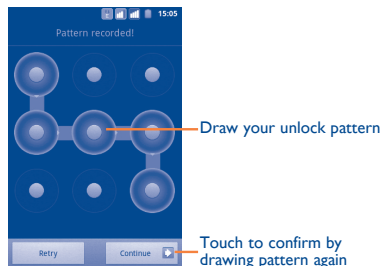 15:05
Pattern recorded!
Draw your unlock pattern
Retry
Continue
Touch to confirm by
drawing pattern again